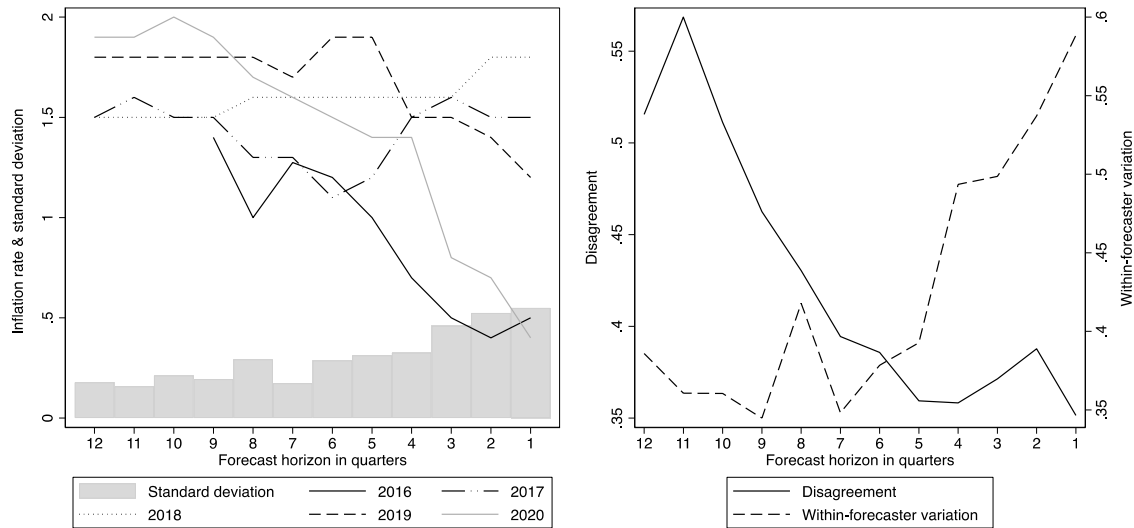 Inflation rate & standard deviation
2
1.5
1
.5
0
12 11 10 9 8 7 6 5 4 3 2 1
Forecast horizon in quarters
Standard deviation 2016 2017
2018 2019 2020
Disagreement
.55
.5
.45
.4
.35
Within-forecaster variation
.6
.55
.5
.45
.4
.35
12 11 10 9 8 7 6 5 4 3 2 1
Forecast horizon in quarters
Disagreement
Within-forecaster variation